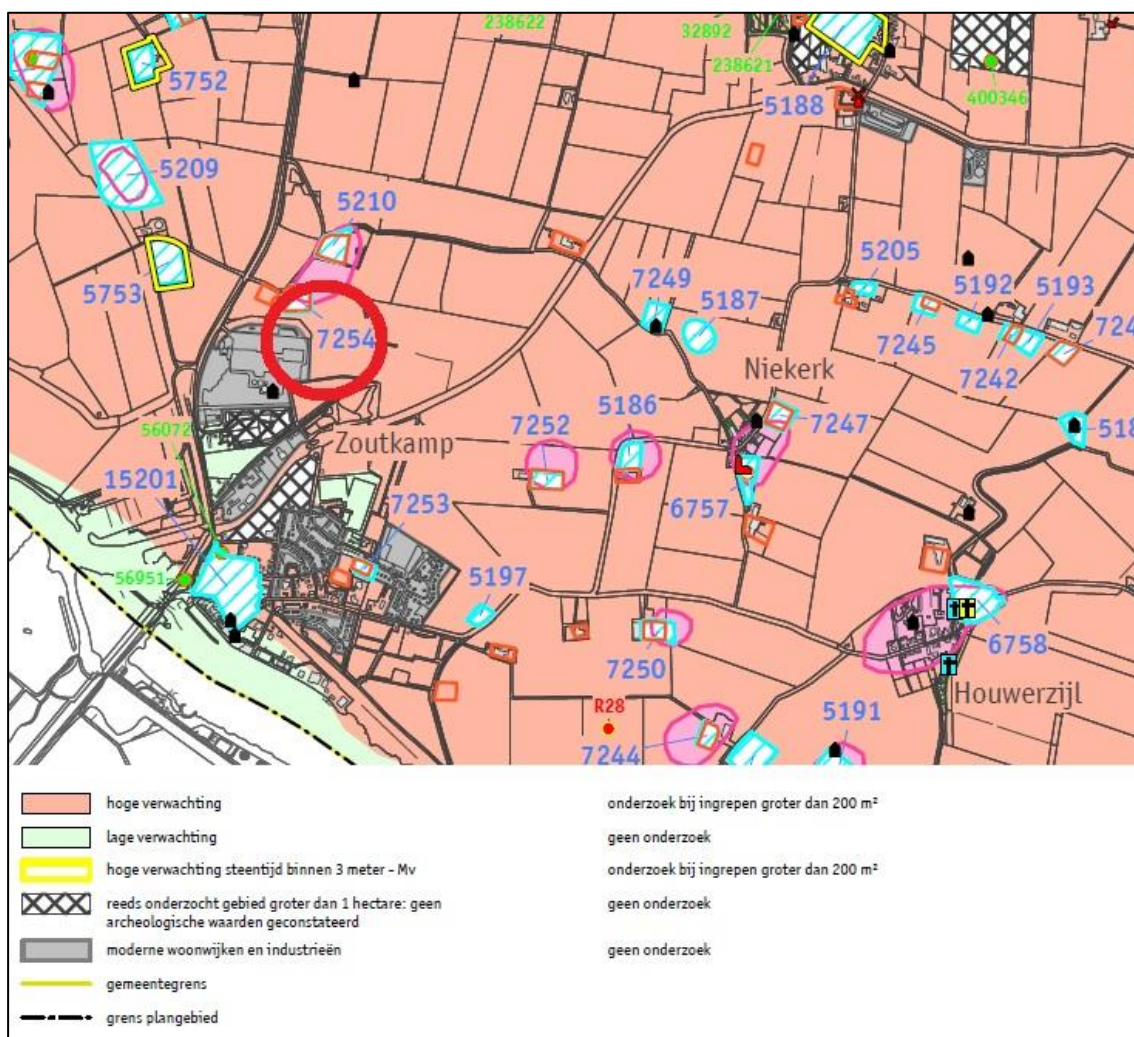 238622
32892
238621
5752
5188
400346
5209
5210
5753
7254
7249
5187
5205
5192
5193
7245
7242
724
Niekerk
56072
Zoutkamp
7252
5186
7247
518
15201
7253
6757
56951
5197
7250
6758
R28
Houwerzijl
7244
5191
hoge verwachting onderzoek bij ingrepen groter dan 200 m²
lage verwachting geen onderzoek
hoge verwachting steentijd binnen 3 meter - Mv onderzoek bij ingrepen groter dan 200 m²
reeds onderzocht gebied groter dan 1 hectare: geen geen onderzoek
archeologische waarden geconstateerd
moderne woonwijken en industrieën geen onderzoek
gemeentegrens
grens plangebied